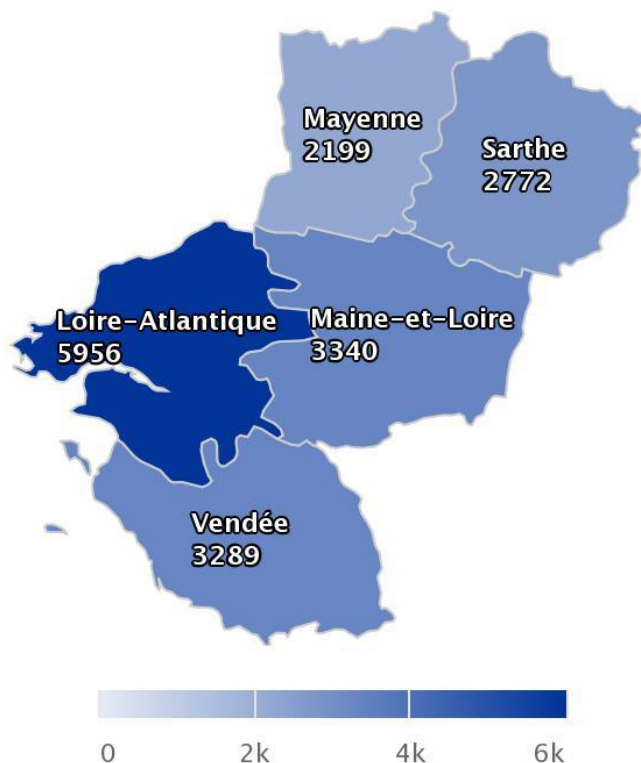 Mayenne
2199
Sarthe
2772
Loire-Atlantique
5956
Maine-et-Loire
3340
Vendée
3289
0 2k 4k 6k